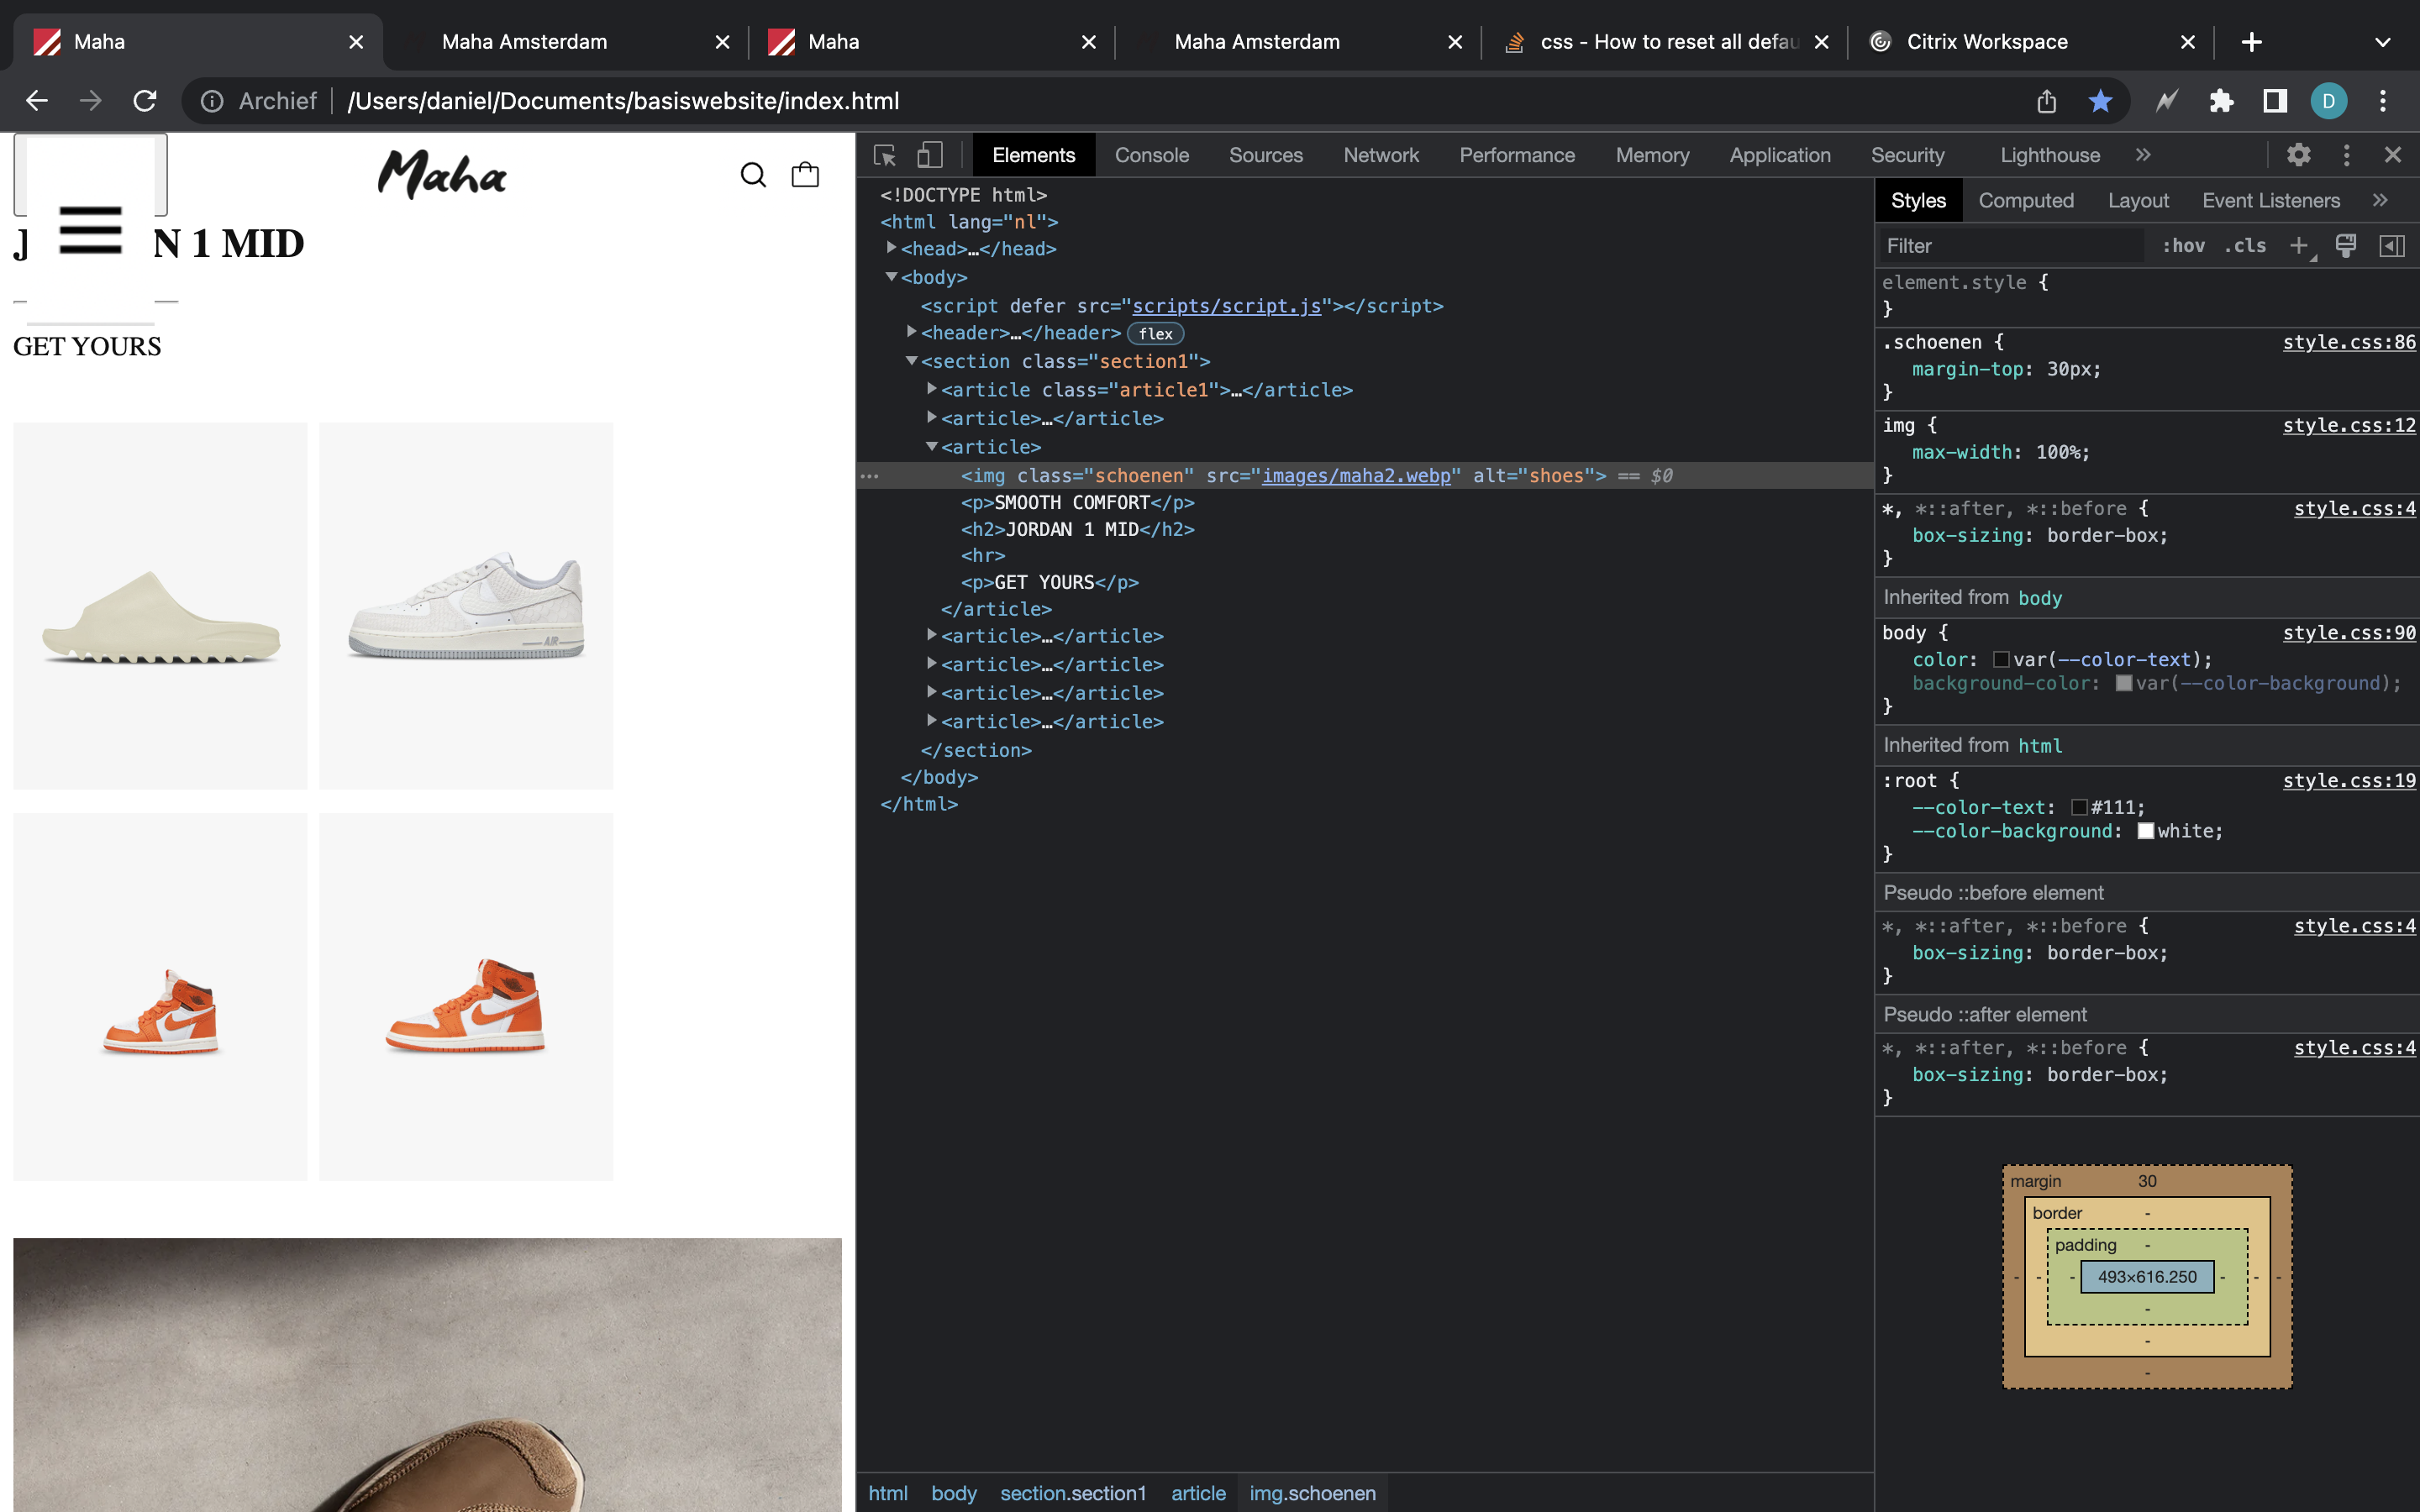 Maha
Maha Amsterdam
Maha
Maha Amsterdam
css - How to reset all defau
Citrix Workspace
Archief
/Users/daniel/Documents/basiswebsite/index.html
D
Maha
J
N 1 MID
GET YOURS
AIR
Elements Console Sources Network Performance Memory Application Security Lighthouse »
<!DOCTYPE html>
<html lang="nl">
<head>…</head>
<body>
<script defer src="scripts/script.js"></script>
<header>…</header> flex
<section class="section1">
<article class="article1">…</article>
<article>…</article>
<article>
… <img class="schoenen" src="images/maha2.webp" alt="shoes"> == $0
<p>SMOOTH COMFORT</p>
<h2>JORDAN 1 MID</h2>
<hr>
<p>GET YOURS</p>
</article>
<article>…</article>
<article>…</article>
<article>…</article>
<article>…</article>
</section>
</body>
</html>
html body section.section1 article img.schoenen
Styles Computed Layout Event Listeners »
Filter :hov .cls +
element.style {
}
.schoenen { style.css:86
margin-top: 30px;
}
img { style.css:12
max-width: 100%;
}
*, *::after, *::before { style.css:4
box-sizing: border-box;
}
Inherited from body
body { style.css:90
color: var(--color-text);
background-color: var(--color-background);
}
Inherited from html
:root { style.css:19
--color-text: #111;
--color-background: white;
}
Pseudo ::before element
*, *::after, *::before { style.css:4
box-sizing: border-box;
}
Pseudo ::after element
*, *::after, *::before { style.css:4
box-sizing: border-box;
}
margin 30
border -
padding -
- - - 493×616.250 - - -
-
-
-